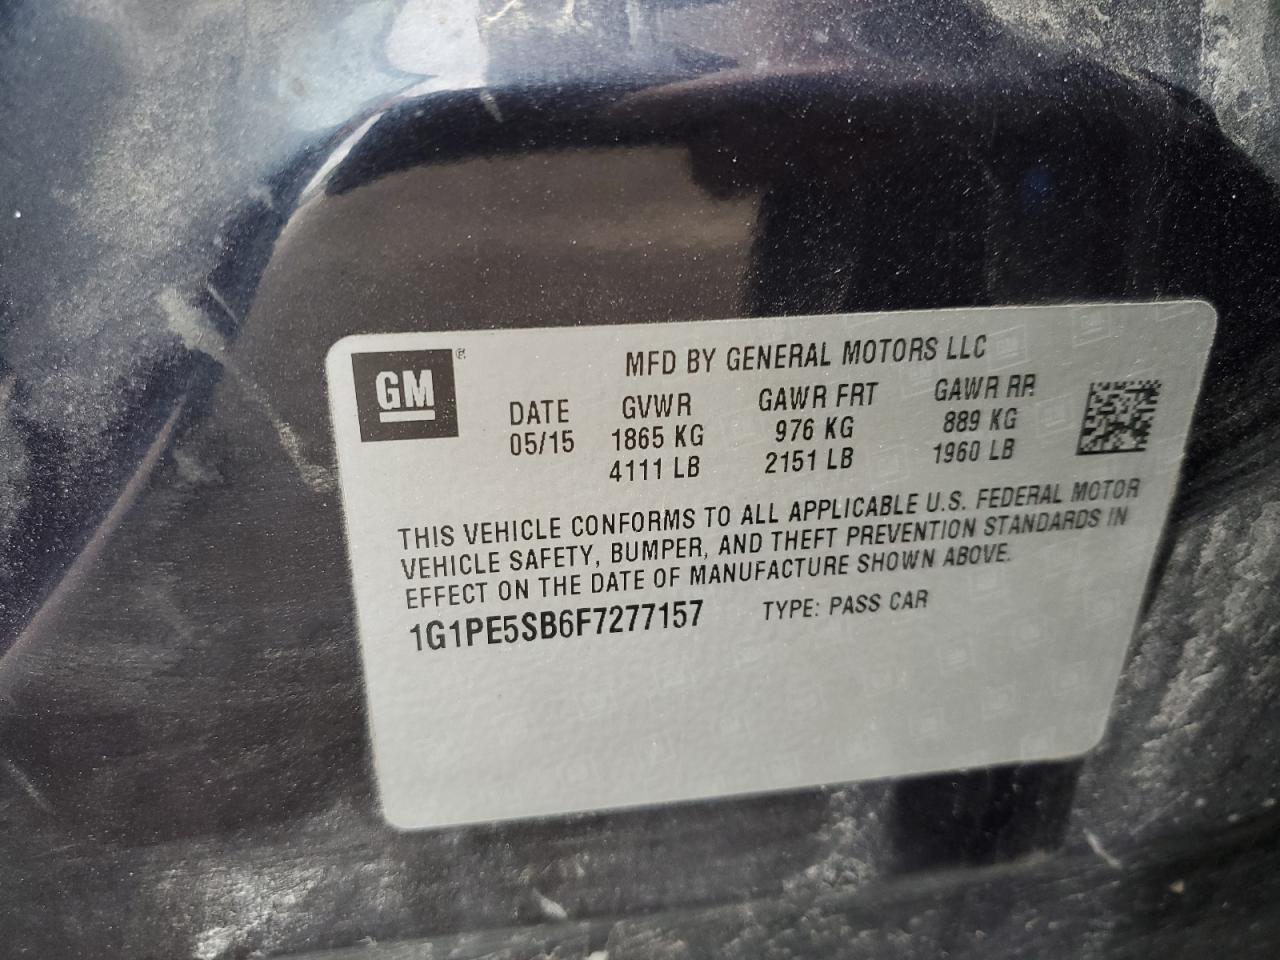 GM ®
MFD BY GENERAL MOTORS LLC
DATE GVWR GAWR FRT GAWR RR
05/15 1865 KG 976 KG 889 KG
4111 LB 2151 LB 1960 LB
THIS VEHICLE CONFORMS TO ALL APPLICABLE U.S. FEDERAL MOTOR
VEHICLE SAFETY, BUMPER, AND THEFT PREVENTION STANDARDS IN
EFFECT ON THE DATE OF MANUFACTURE SHOWN ABOVE.
1G1PE5SB6F7277157 TYPE: PASS CAR